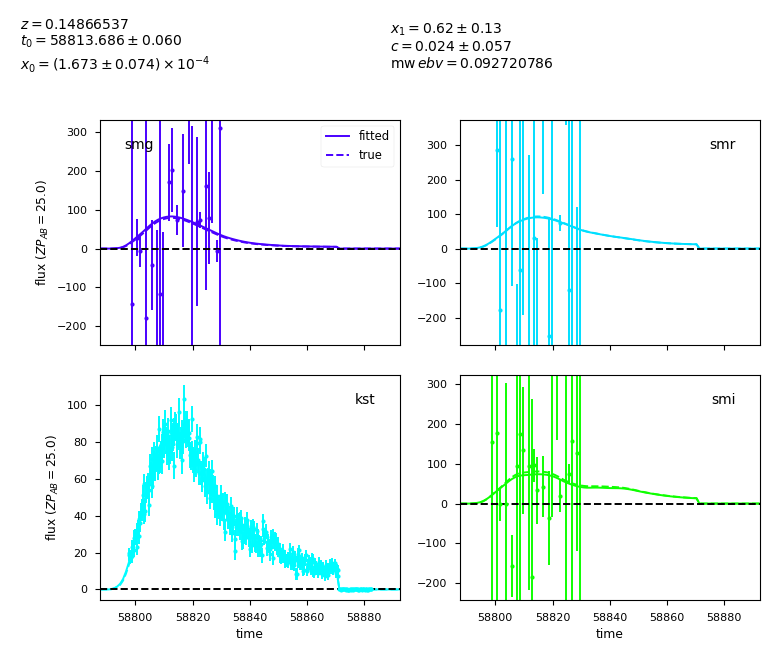 z = 0.14866537
t₀ = 58813.686 ± 0.060
x₀ = (1.673 ± 0.074) × 10⁻⁴
x₁ = 0.62 ± 0.13
c = 0.024 ± 0.057
mw ebv = 0.092720786
smg
fitted
true
300
200
100
0
−100
−200
flux (ZP_AB = 25.0)
smr
300
200
100
0
−100
−200
kst
100
80
60
40
20
0
flux (ZP_AB = 25.0)
58800 58820 58840 58860 58880
time
smi
300
200
100
0
−100
−200
58800 58820 58840 58860 58880
time